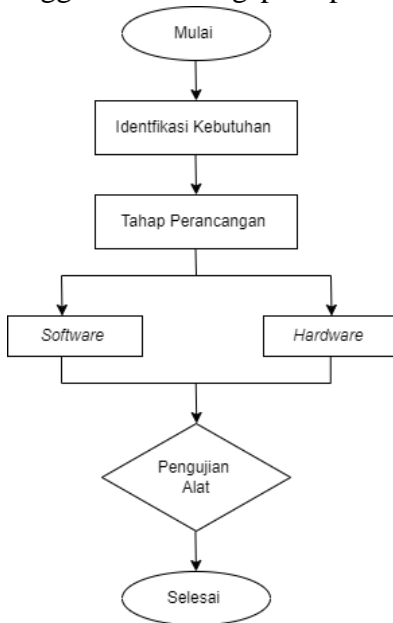 Mulai
Identfikasi Kebutuhan
Tahap Perancangan
Software
Hardware
Pengujian
Alat
Selesai